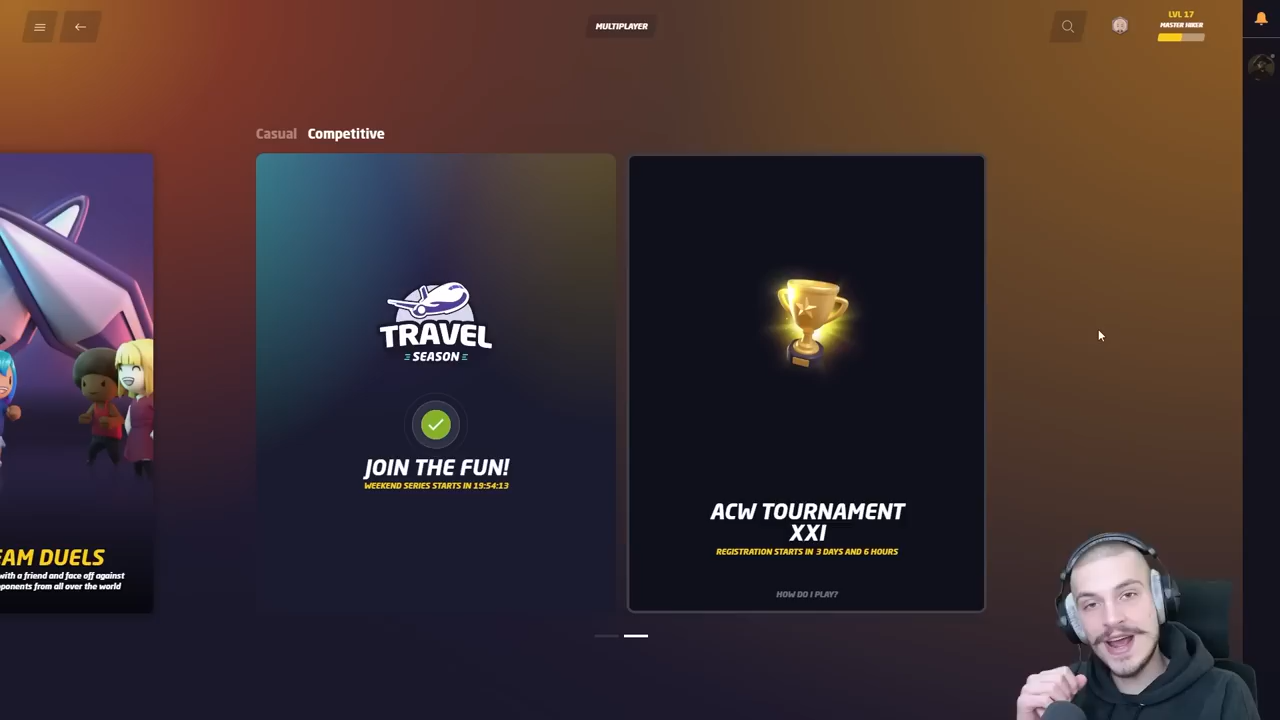 MULTIPLAYER
LVL 17
MASTER HIKER
Casual Competitive
TRAVEL
SEASON
JOIN THE FUN!
WEEKEND SERIES STARTS IN 19:54:13
ACW TOURNAMENT
XXI
REGISTRATION STARTS IN 3 DAYS AND 6 HOURS
HOW DO I PLAY?
AM DUELS
with a friend and face off against
ponents from all over the world